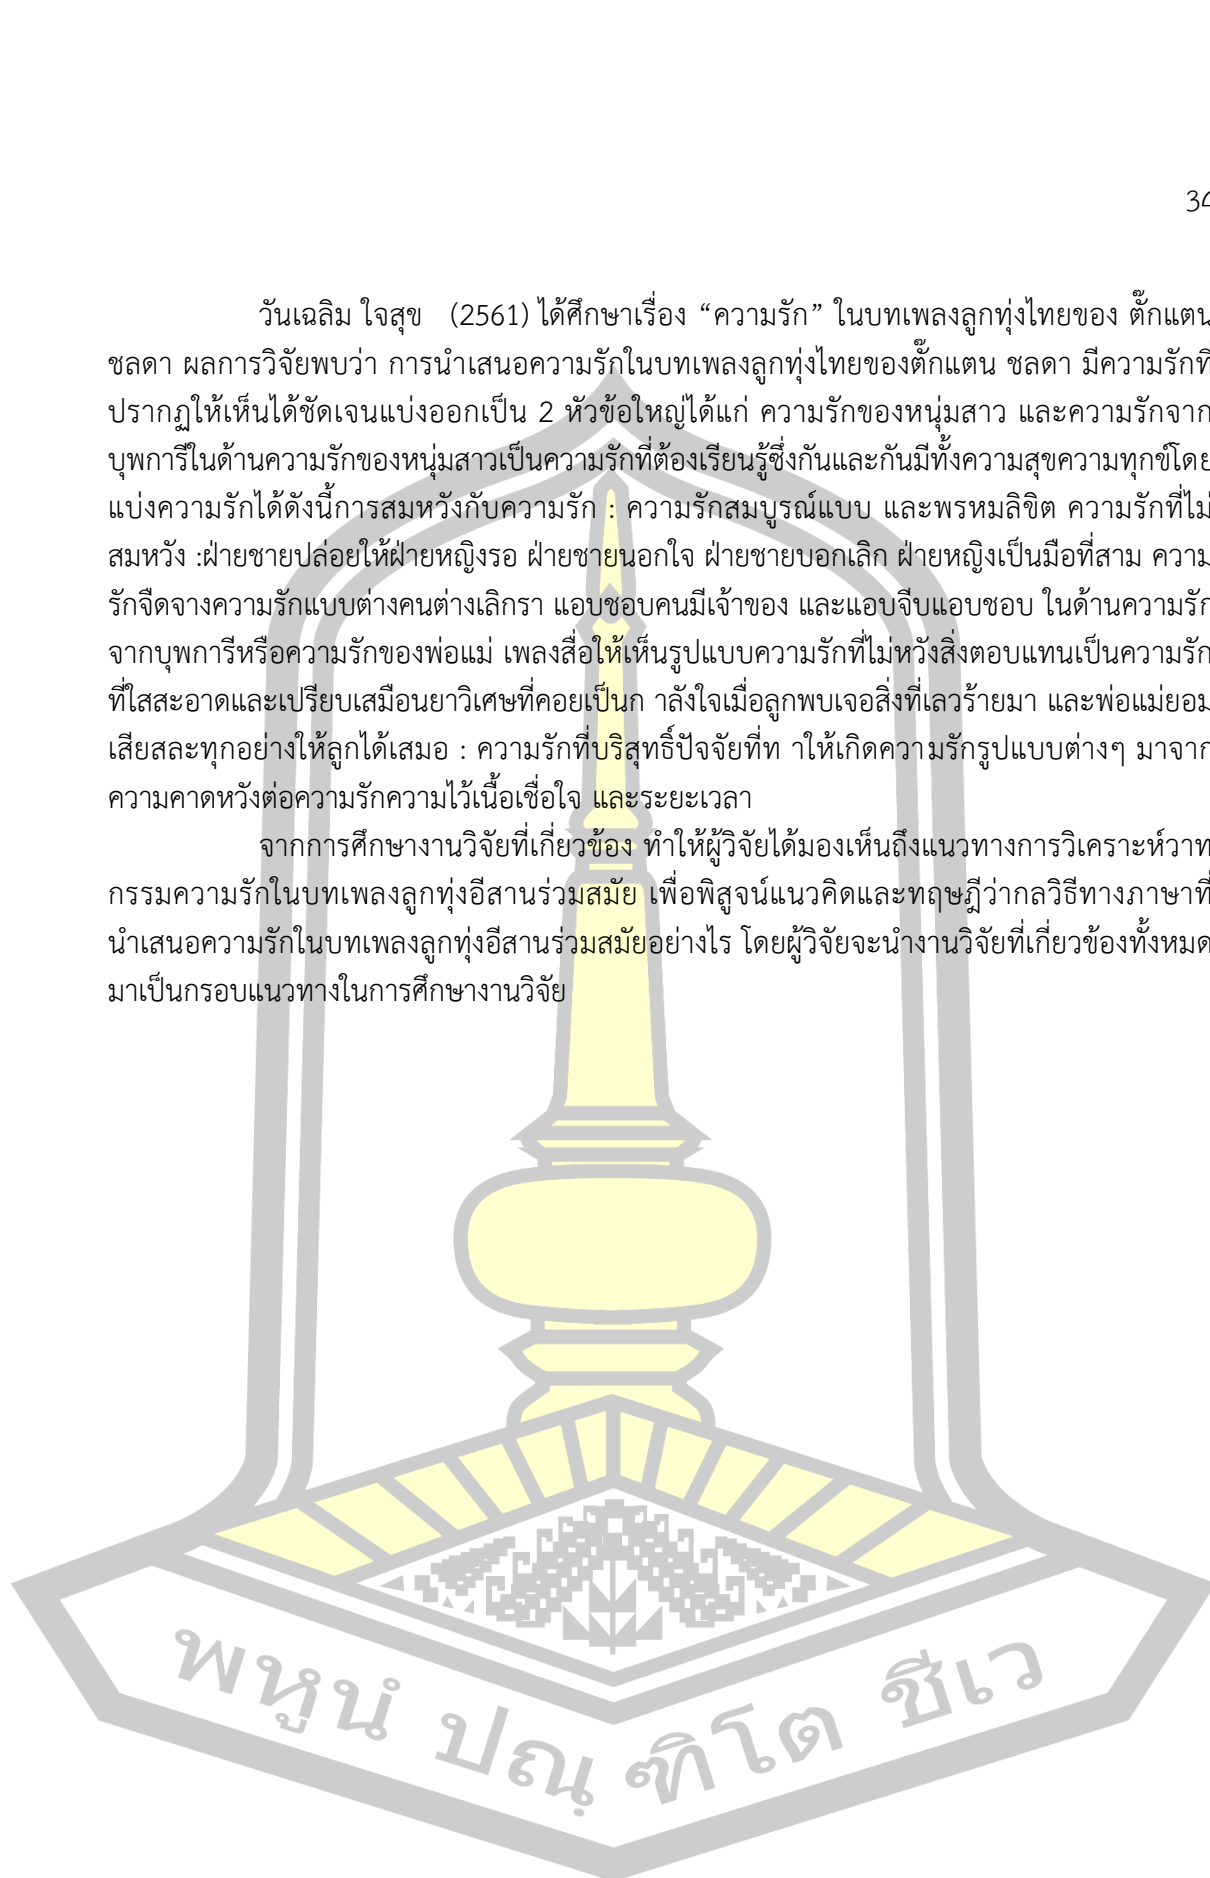 34
วันเฉลิม ใจสุข (2561) ได้ศึกษาเรื่อง “ความรัก” ในบทเพลงลูกทุ่งไทยของ ตั๊กแตน
ชลดา ผลการวิจัยพบว่า การนำเสนอความรักในบทเพลงลูกทุ่งไทยของตั๊กแตน ชลดา มีความรักที่
ปรากฏให้เห็นได้ชัดเจนแบ่งออกเป็น 2 หัวข้อใหญ่ได้แก่ ความรักของหนุ่มสาว และความรักจาก
บุพการีในด้านความรักของหนุ่มสาวเป็นความรักที่ต้องเรียนรู้ซึ่งกันและกันมีทั้งความสุขความทุกข์โดย
แบ่งความรักได้ดังนี้การสมหวังกับความรัก : ความรักสมบูรณ์แบบ และพรหมลิขิต ความรักที่ไม่
สมหวัง :ฝ่ายชายปล่อยให้ฝ่ายหญิงรอ ฝ่ายชายนอกใจ ฝ่ายชายบอกเลิก ฝ่ายหญิงเป็นมือที่สาม ความ
รักจืดจางความรักแบบต่างคนต่างเลิกรา แอบชอบคนมีเจ้าของ และแอบจีบแอบชอบ ในด้านความรัก
จากบุพการีหรือความรักของพ่อแม่ เพลงสื่อให้เห็นรูปแบบความรักที่ไม่หวังสิ่งตอบแทนเป็นความรัก
ที่ใสสะอาดและเปรียบเสมือนยาวิเศษที่คอยเป็นก าลังใจเมื่อลูกพบเจอสิ่งที่เลวร้ายมา และพ่อแม่ยอม
เสียสละทุกอย่างให้ลูกได้เสมอ : ความรักที่บริสุทธิ์ปัจจัยที่ท าให้เกิดความรักรูปแบบต่างๆ มาจาก
ความคาดหวังต่อความรักความไว้เนื้อเชื่อใจ และระยะเวลา
จากการศึกษางานวิจัยที่เกี่ยวข้อง ทำให้ผู้วิจัยได้มองเห็นถึงแนวทางการวิเคราะห์วาท
กรรมความรักในบทเพลงลูกทุ่งอีสานร่วมสมัย เพื่อพิสูจน์แนวคิดและทฤษฎีว่ากลวิธีทางภาษาที่
นำเสนอความรักในบทเพลงลูกทุ่งอีสานร่วมสมัยอย่างไร โดยผู้วิจัยจะนำงานวิจัยที่เกี่ยวข้องทั้งหมด
มาเป็นกรอบแนวทางในการศึกษางานวิจัย
พหูนํ ปณฺฑิโต ชีเว